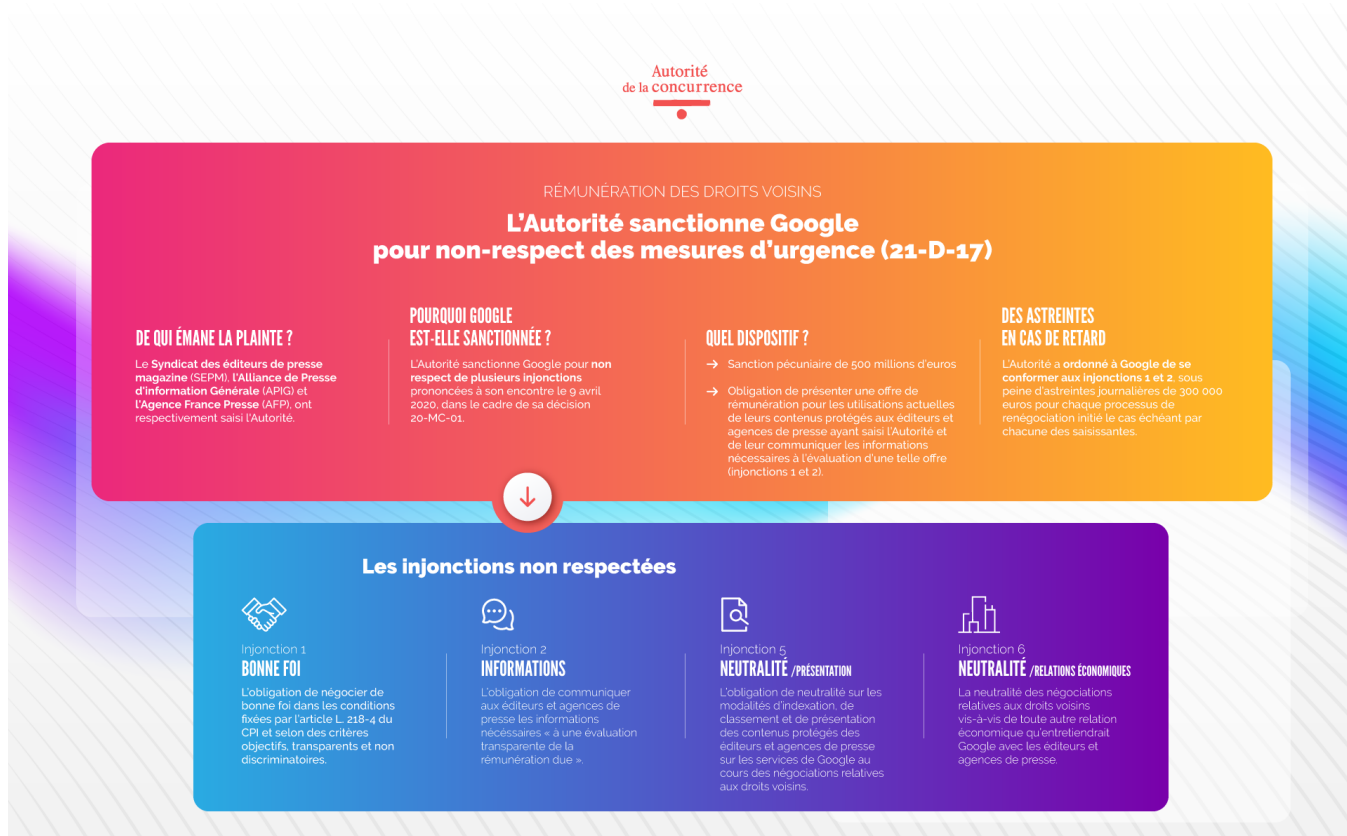 Autorité
de la concurrence
RÉMUNÉRATION DES DROITS VOISINS
L'Autorité sanctionne Google
pour non-respect des mesures d'urgence (21-D-17)
DE QUI ÉMANE LA PLAINTE ?
Le Syndicat des éditeurs de presse
magazine (SEPM), l'Alliance de Presse
d'information Générale (APIG) et
l'Agence France Presse (AFP), ont
respectivement saisi l'Autorité.
POURQUOI GOOGLE
EST-ELLE SANCTIONNÉE ?
L'Autorité sanctionne Google pour non
respect de plusieurs injonctions
prononcées à son encontre le 9 avril
2020, dans le cadre de sa décision
20-MC-01.
QUEL DISPOSITIF ?
→ Sanction pécuniaire de 500 millions d'euros
→ Obligation de présenter une offre de
rémunération pour les utilisations actuelles
de leurs contenus protégés aux éditeurs et
agences de presse ayant saisi l'Autorité et
de leur communiquer les informations
nécessaires à l'évaluation d'une telle offre
(injonctions 1 et 2).
DES ASTREINTES
EN CAS DE RETARD
L'Autorité a ordonné à Google de se
conformer aux injonctions 1 et 2, sous
peine d'astreintes journalières de 300 000
euros pour chaque processus de
renégociation initié le cas échéant par
chacune des saisissantes.
Les injonctions non respectées
Injonction 1
BONNE FOI
L'obligation de négocier de
bonne foi dans les conditions
fixées par l'article L. 218-4 du
CPI et selon des critères
objectifs, transparents et non
discriminatoires.
Injonction 2
INFORMATIONS
L'obligation de communiquer
aux éditeurs et agences de
presse les informations
nécéssaires « à une évaluation
transparente de la
rémunération due ».
Injonction 5
NEUTRALITÉ /PRÉSENTATION
L'obligation de neutralité sur les
modalités d'indexation, de
classement et de présentation
des contenus protégés des
éditeurs et agences de presse
sur les services de Google au
cours des négociations relatives
aux droits voisins.
Injonction 6
NEUTRALITÉ /RELATIONS ÉCONOMIQUES
La neutralité des négociations
relatives aux droits voisins
vis-à-vis de toute autre relation
économique qu'entretiendrait
Google avec les éditeurs et
agences de presse.